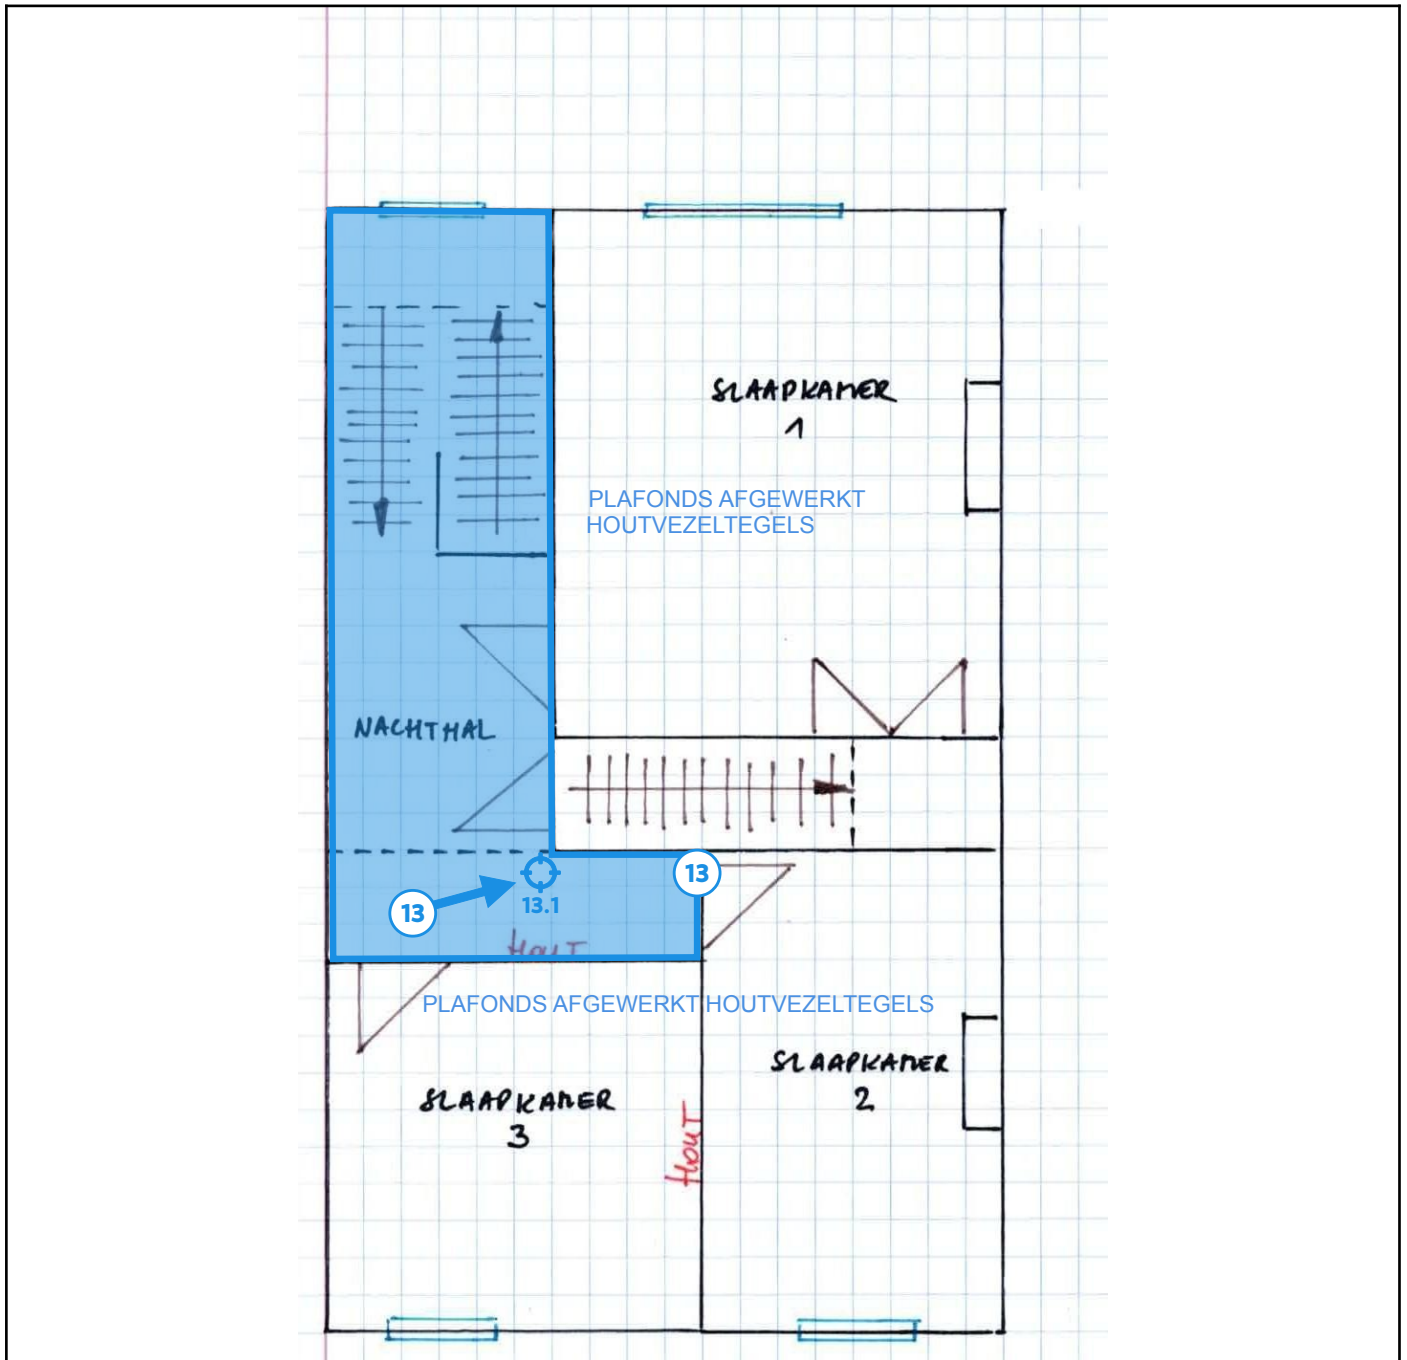 SLAAPKAMER
1
PLAFONDS AFGEWERKT
HOUTVEZELTEGELS
NACHTHAL
13
13
13.1
HOUT
PLAFONDS AFGEWERKT HOUTVEZELTEGELS
SLAAPKAMER
2
SLAAPKAMER
3
HOUT